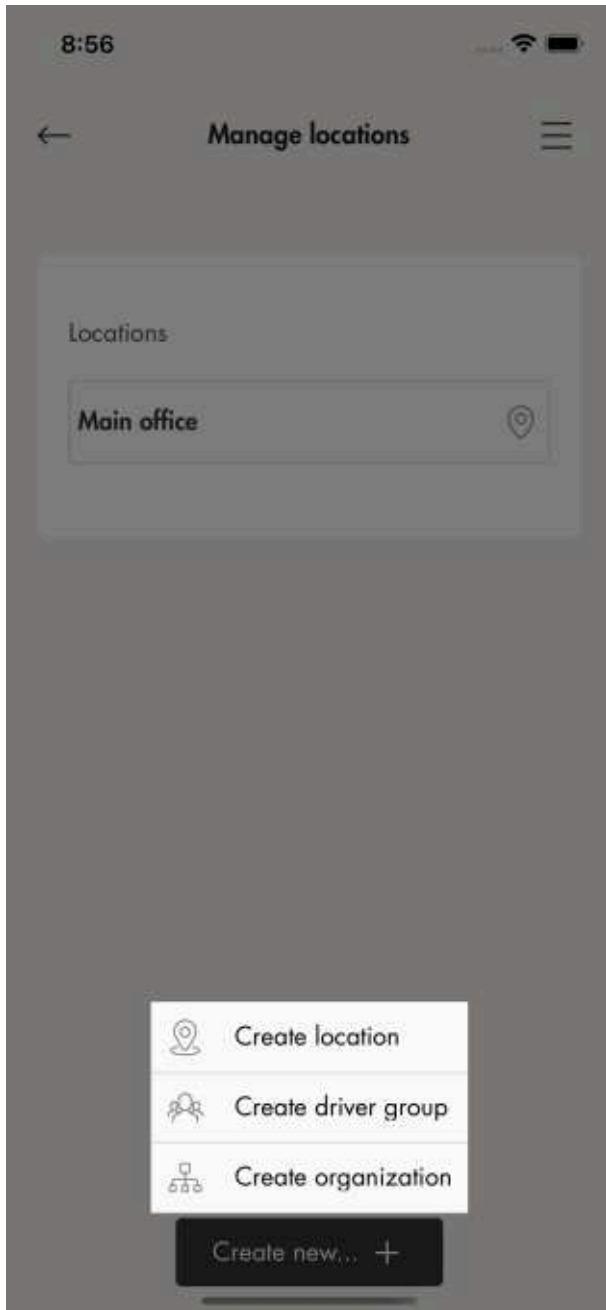 8:56
Manage locations
Locations
Main office
Create location
Create driver group
Create organization
Create new... +